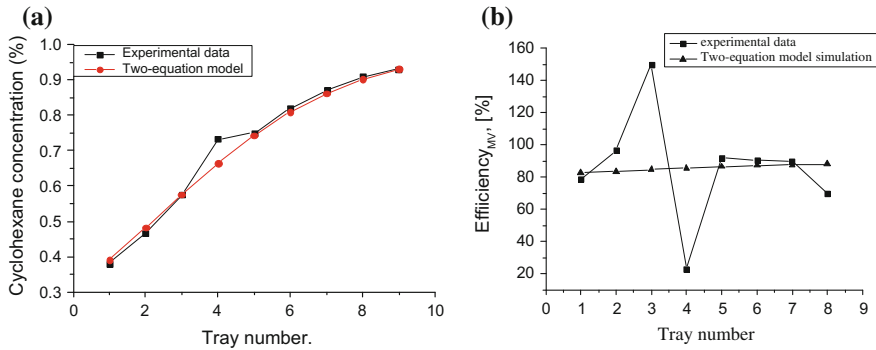 (a)
Experimental data
Two-equation model
Cyclohexane concentration (%)
1.0
0.9
0.8
0.7
0.6
0.5
0.4
0.3
0 2 4 6 8 10
Tray number.
(b)
experimental data
Two-equation model simulation
Effiiciency MV, [%]
160
140
120
100
80
60
40
20
0 1 2 3 4 5 6 7 8 9
Tray number